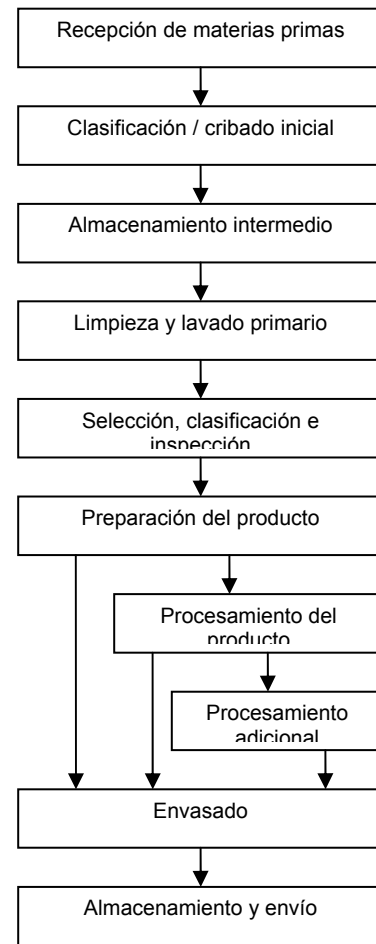 Recepción de materias primas
Clasificación / cribado inicial
Almacenamiento intermedio
Limpieza y lavado primario
Selección, clasificación e
inspección
Preparación del producto
Procesamiento del
producto
Procesamiento
adicional
Envasado
Almacenamiento y envío